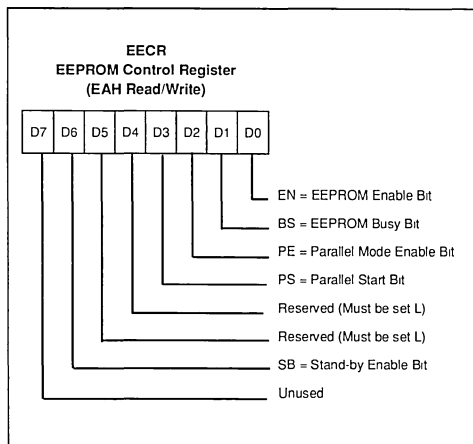 EECR
EEPROM Control Register
(EAH Read/Write)
D7 D6 D5 D4 D3 D2 D1 D0
EN = EEPROM Enable Bit
BS = EEPROM Busy Bit
PE = Parallel Mode Enable Bit
PS = Parallel Start Bit
Reserved (Must be set L)
Reserved (Must be set L)
SB = Stand-by Enable Bit
Unused